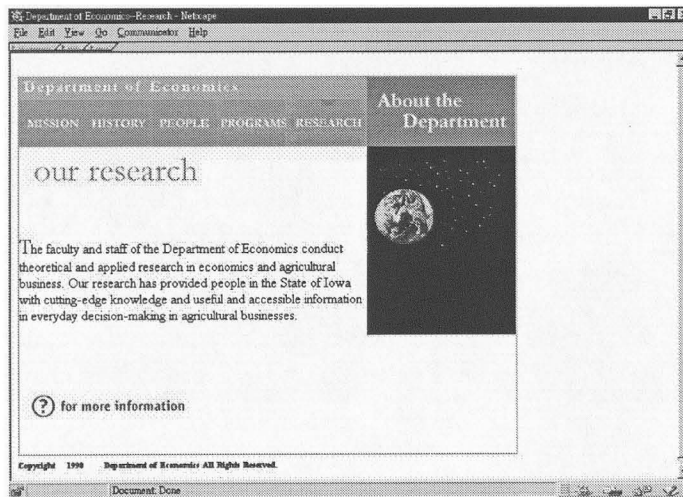 Department of Economics--Research - Netscape
File Edit View Go Communicator Help
Department of Economics
About the
Department
MISSION HISTORY PEOPLE PROGRAMS RESEARCH
our research
The faculty and staff of the Department of Economics conduct
theoretical and applied research in economics and agricultural
business. Our research has provided people in the State of Iowa
with cutting-edge knowledge and useful and accessible information
in everyday decision-making in agricultural businesses.
? for more information
Copyright 1998 Department of Economics All Rights Reserved.
Document: Done